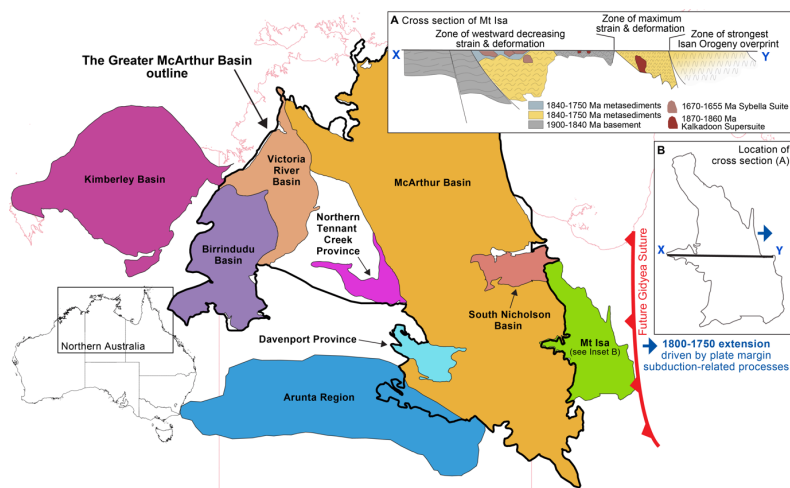 A Cross section of Mt Isa
Zone of westward decreasing
strain & deformation
Zone of maximum
strain & deformation
Zone of strongest
Isan Orogeny overprint
X
Y
1840-1750 Ma metasediments
1840-1750 Ma metasediments
1900-1840 Ma basement
1670-1655 Ma Sybella Suite
1870-1860 Ma
Kalkadoon Supersuite
The Greater McArthur Basin
outline
Kimberley Basin
Victoria
River
Basin
McArthur Basin
Birrindudu
Basin
Northern
Tennant
Creek
Province
South Nicholson
Basin
B
Location of
cross section (A)
X
Y
Future Gidyea Suture
Mt Isa
(see Inset B)
1800-1750 extension
driven by plate margin
subduction-related processes
Northern Australia
Davenport Province
Arunta Region